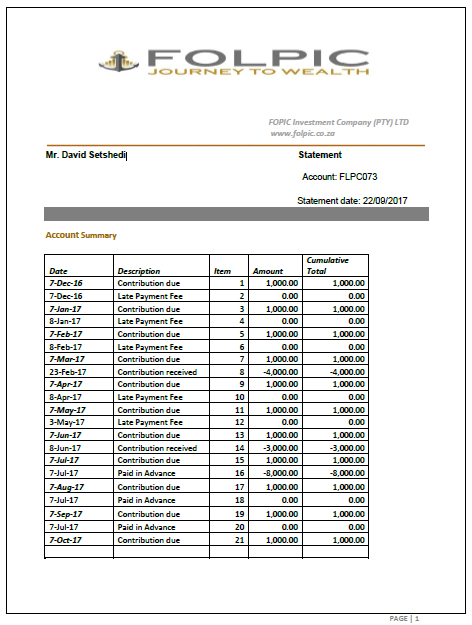 FOLPIC
JOURNEY TO WEALTH
FOPIC Investment Company (PTY) LTD
www.folpic.co.za
Mr. David Setshedi Statement
Account: FLPC073
Statement date: 22/09/2017
Account Summary
Date Description Item Amount Cumulative Total
7-Dec-16 Contribution due 1 1,000.00 1,000.00
7-Dec-16 Late Payment Fee 2 0.00 0.00
7-Jan-17 Contribution due 3 1,000.00 1,000.00
8-Jan-17 Late Payment Fee 4 0.00 0.00
7-Feb-17 Contribution due 5 1,000.00 1,000.00
8-Feb-17 Late Payment Fee 6 0.00 0.00
7-Mar-17 Contribution due 7 1,000.00 1,000.00
23-Feb-17 Contribution received 8 -4,000.00 -4,000.00
7-Apr-17 Contribution due 9 1,000.00 1,000.00
8-Apr-17 Late Payment Fee 10 0.00 0.00
7-May-17 Contribution due 11 1,000.00 1,000.00
3-May-17 Late Payment Fee 12 0.00 0.00
7-Jun-17 Contribution due 13 1,000.00 1,000.00
8-Jun-17 Contribution received 14 -3,000.00 -3,000.00
7-Jul-17 Contribution due 15 1,000.00 1,000.00
7-Jul-17 Paid in Advance 16 -8,000.00 -8,000.00
7-Aug-17 Contribution due 17 1,000.00 1,000.00
7-Jul-17 Paid in Advance 18 0.00 0.00
7-Sep-17 Contribution due 19 1,000.00 1,000.00
7-Jul-17 Paid in Advance 20 0.00 0.00
7-Oct-17 Contribution due 21 1,000.00 1,000.00
PAGE | 1